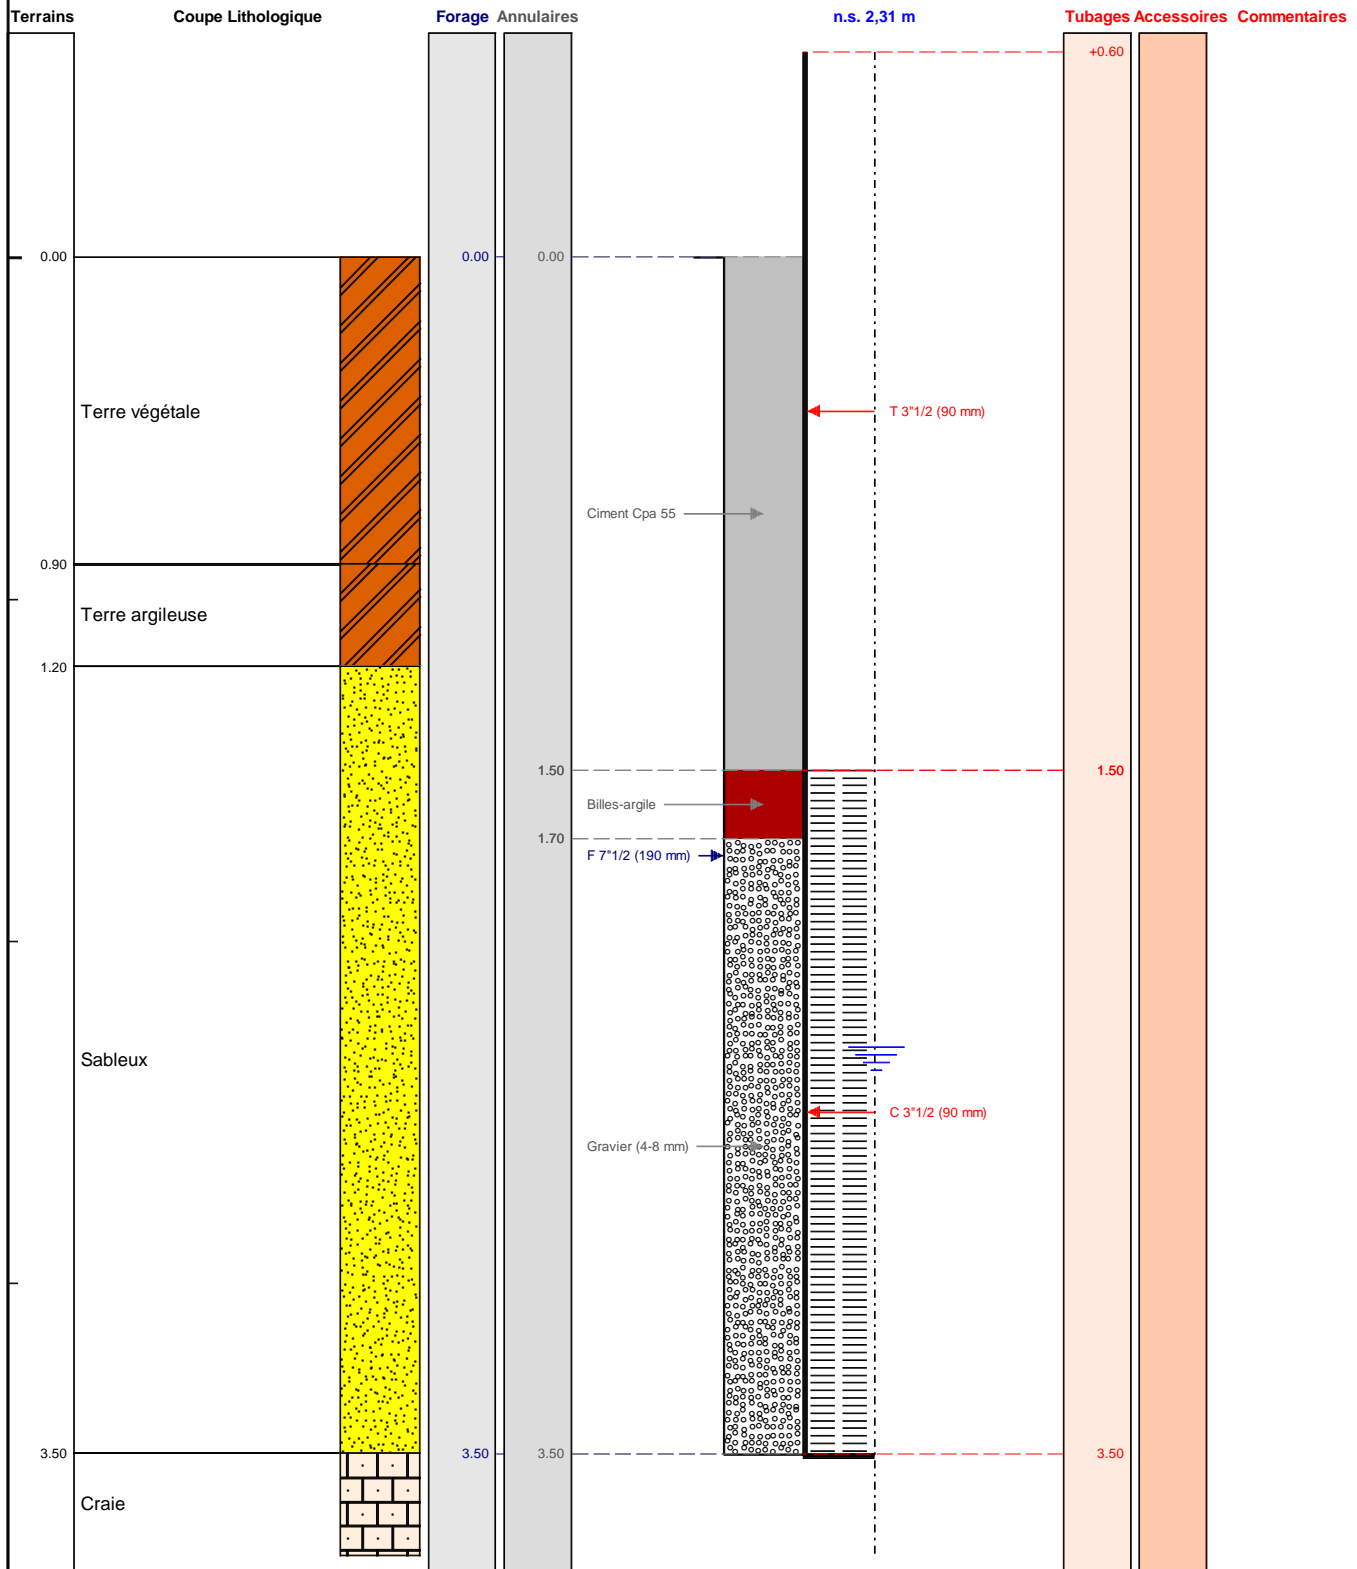 Terrains Coupe Lithologique Forage Annulaires n.s. 2,31 m Tubages Accessoires Commentaires
+0.60
0.00 0.00 0.00
Terre végétale T 3"1/2 (90 mm)
Ciment Cpa 55
0.90
Terre argileuse
1.20
1.50 1.50
Billes-argile
1.70
F 7"1/2 (190 mm)
Sableux
C 3"1/2 (90 mm)
Gravier (4-8 mm)
3.50 3.50 3.50 3.50
Craie